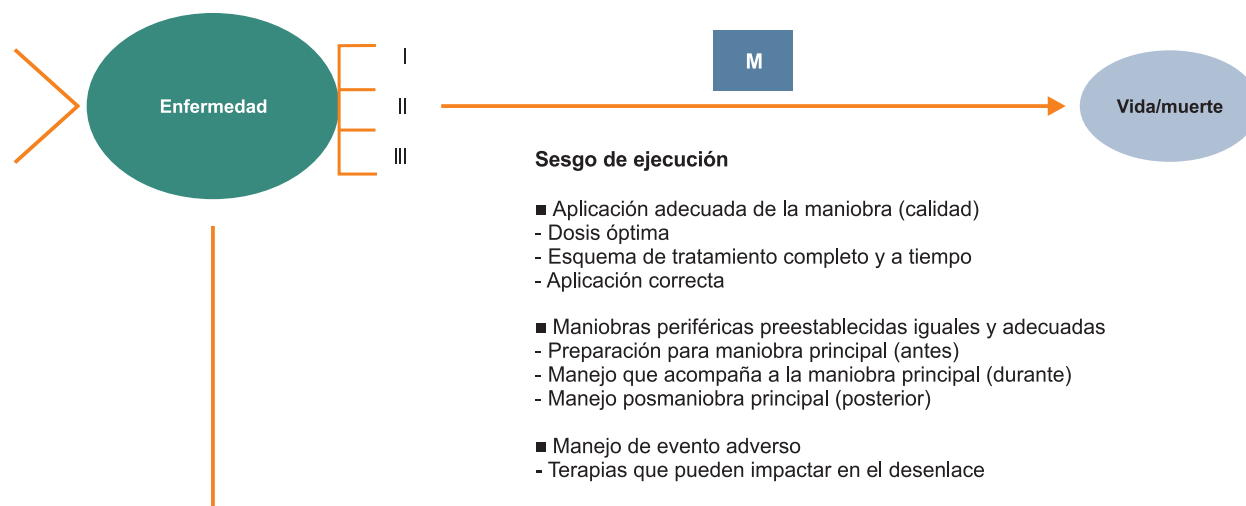 Enfermedad
I
II
III
M
Vida/muerte
Sesgo de ejecución
■ Aplicación adecuada de la maniobra (calidad)
- Dosis óptima
- Esquema de tratamiento completo y a tiempo
- Aplicación correcta
■ Maniobras periféricas preestablecidas iguales y adecuadas
- Preparación para maniobra principal (antes)
- Manejo que acompaña a la maniobra principal (durante)
- Manejo posmaniobra principal (posterior)
■ Manejo de evento adverso
- Terapias que pueden impactar en el desenlace